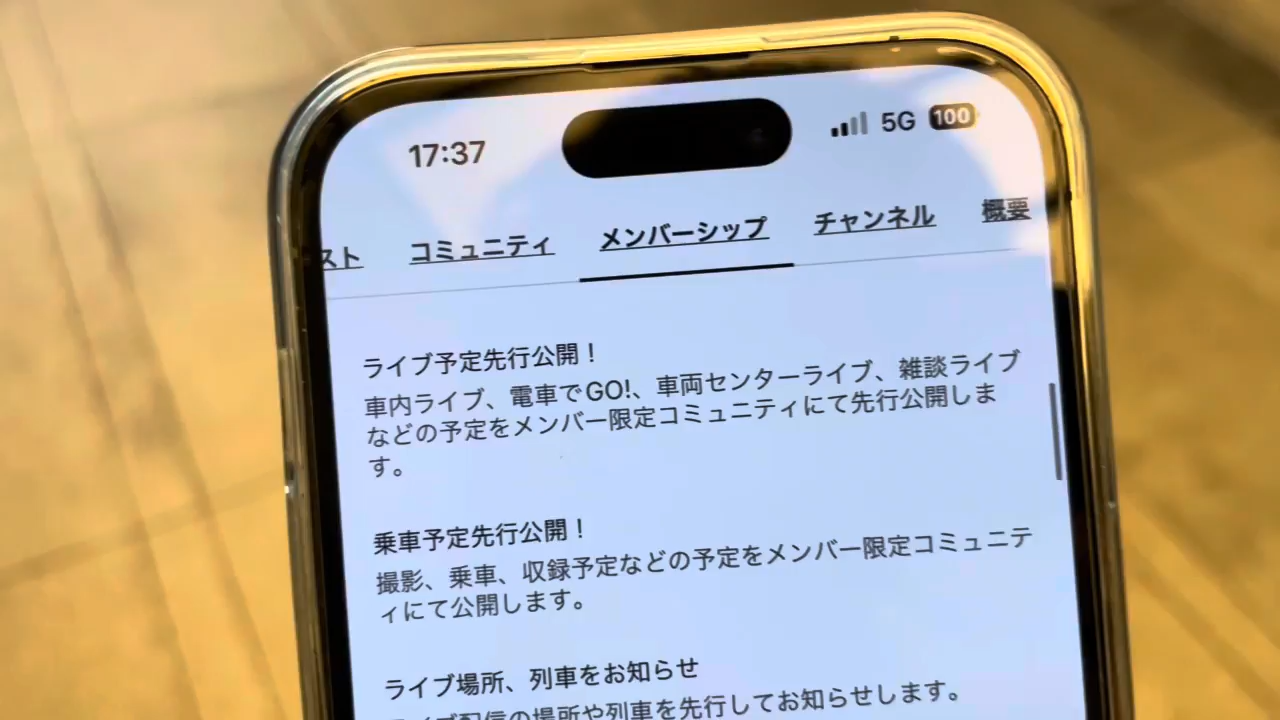 17:37 5G 100
スト コミュニティ メンバーシップ チャンネル 概要
ライブ予定先行公開！
車内ライブ、電車でGO!、車両センターライブ、雑談ライブ
などの予定をメンバー限定コミュニティにて先行公開しま
す。
乗車予定先行公開！
撮影、乗車、収録予定などの予定をメンバー限定コミュニテ
ィにて公開します。
ライブ場所、列車をお知らせ
ライブ配信の場所や列車を先行してお知らせします。